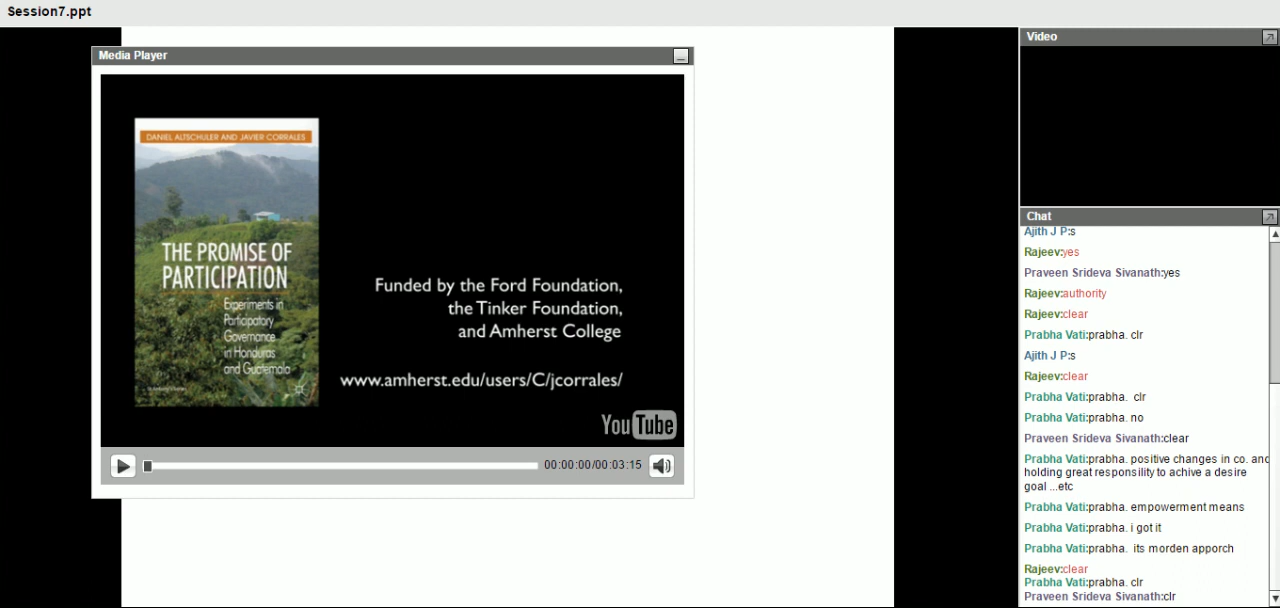 Session7.ppt
Media Player
DANIEL ALTSCHULER AND JAVIER CORRALES
THE PROMISE OF
PARTICIPATION
Experiments in
Participatory
Governance
in Honduras
and Guatemala
Funded by the Ford Foundation,
the Tinker Foundation,
and Amherst College
www.amherst.edu/users/C/jcorrales/
YouTube
00:00:00/00:03:15
Video
Chat
Ajith J P:s
Rajeev:yes
Praveen Srideva Sivanath:yes
Rajeev:authority
Rajeev:clear
Prabha Vati:prabha. clr
Ajith J P:s
Rajeev:clear
Prabha Vati:prabha.  clr
Prabha Vati:prabha. no
Praveen Srideva Sivanath:clear
Prabha Vati:prabha. positive changes in co. and
holding great responsility to achive a desire
goal ...etc
Prabha Vati:prabha. empowerment means
Prabha Vati:prabha. i got it
Prabha Vati:prabha.  its morden apporch
Rajeev:clear
Prabha Vati:prabha. clr
Praveen Srideva Sivanath:clr